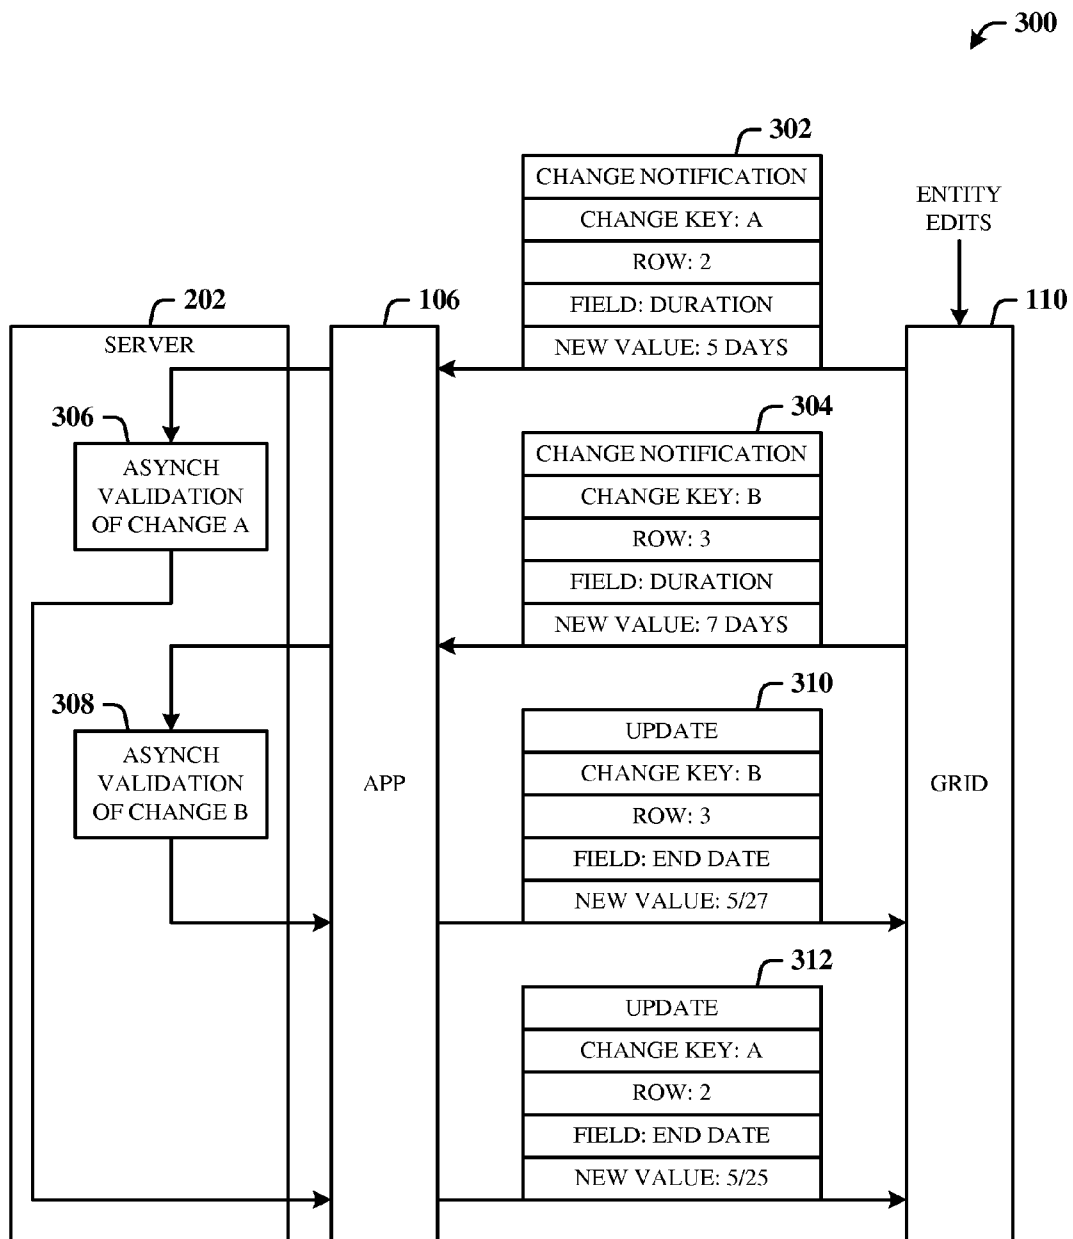 300
302
CHANGE NOTIFICATION
CHANGE KEY: A
ROW: 2
FIELD: DURATION
NEW VALUE: 5 DAYS
ENTITY
EDITS
202
SERVER
106
110
306
ASYNCH
VALIDATION
OF CHANGE A
304
CHANGE NOTIFICATION
CHANGE KEY: B
ROW: 3
FIELD: DURATION
NEW VALUE: 7 DAYS
308
ASYNCH
VALIDATION
OF CHANGE B
APP
310
UPDATE
CHANGE KEY: B
ROW: 3
FIELD: END DATE
NEW VALUE: 5/27
GRID
312
UPDATE
CHANGE KEY: A
ROW: 2
FIELD: END DATE
NEW VALUE: 5/25